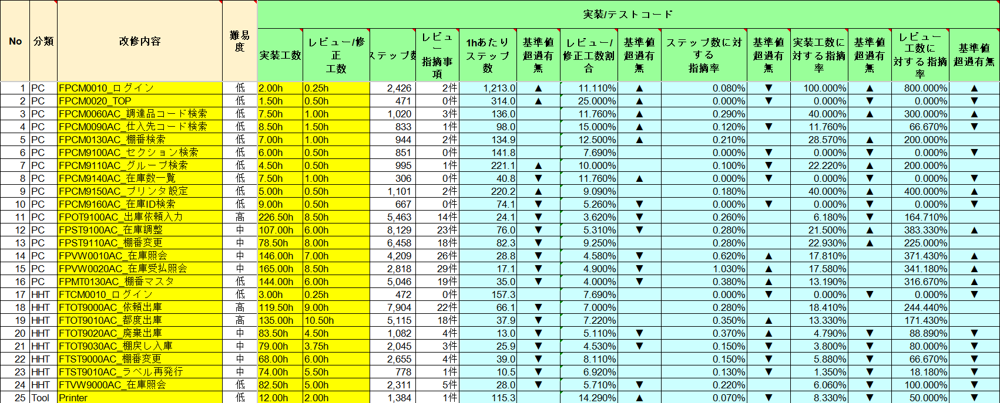 実装/テストコード
No 分類 改修内容 難易度 実装工数 レビュー/修正工数 ステップ数 レビュー指摘事項 1hあたりステップ数 基準値超過有無 レビュー/修正工数割合 基準値超過有無 ステップ数に対する指摘率 基準値超過有無 実装工数に対する指摘率 基準値超過有無 レビュー工数に対する指摘率 基準値超過有無
1 PC FPCM0010_ログイン 低 2.00h 0.25h 2,426 2件 1,213.0 ▲ 11.110% ▲ 0.080% ▼ 100.000% ▲ 800.000% ▲
2 PC FPCM0020_TOP 低 1.50h 0.50h 471 0件 314.0 ▲ 25.000% ▲ 0.000% ▼ 0.000% ▼ 0.000% ▼
3 PC FPCM0060AC_調達品コード検索 低 7.50h 1.00h 1,020 3件 136.0 11.760% ▲ 0.290% 40.000% ▲ 300.000% ▲
4 PC FPCM0090AC_仕入先コード検索 低 8.50h 1.50h 833 1件 98.0 15.000% ▲ 0.120% ▼ 11.760% 66.670% ▼
5 PC FPCM0130AC_棚番検索 低 7.00h 1.00h 944 2件 134.9 12.500% ▲ 0.210% 28.570% ▲ 200.000%
6 PC FPCM9100AC_セクション検索 低 6.00h 0.50h 851 0件 141.8 7.690% 0.000% ▼ 0.000% ▼ 0.000% ▼
7 PC FPCM9110AC_グループ検索 低 4.50h 0.50h 995 1件 221.1 ▲ 10.000% 0.100% ▼ 22.220% ▲ 200.000%
8 PC FPCM9140AC_在庫数一覧 低 7.50h 1.00h 306 0件 40.8 ▼ 11.760% ▲ 0.000% ▼ 0.000% ▼ 0.000% ▼
9 PC FPCM9150AC_プリンタ設定 低 5.00h 0.50h 1,101 2件 220.2 ▲ 9.090% 0.180% 40.000% ▲ 400.000% ▲
10 PC FPCM9160AC_在庫ID検索 低 9.00h 0.50h 667 0件 74.1 ▼ 5.260% ▼ 0.000% ▼ 0.000% ▼ 0.000% ▼
11 PC FPOT9100AC_出庫依頼入力 高 226.50h 8.50h 5,463 14件 24.1 ▼ 3.620% ▼ 0.260% 6.180% ▼ 164.710%
12 PC FPST9100AC_在庫調整 中 107.00h 6.00h 8,129 23件 76.0 ▼ 5.310% ▼ 0.280% 21.500% ▲ 383.330% ▲
13 PC FPST9110AC_棚番変更 中 78.50h 8.00h 6,458 18件 82.3 ▼ 9.250% 0.280% 22.930% ▲ 225.000%
14 PC FPVW0010AC_在庫照会 中 146.00h 7.00h 4,209 26件 28.8 ▼ 4.580% ▼ 0.620% ▲ 17.810% 371.430% ▲
15 PC FPVW0020AC_在庫受払照会 中 165.00h 8.50h 2,818 29件 17.1 ▼ 4.900% ▼ 1.030% ▲ 17.580% 341.180% ▲
16 PC FPMT0130AC_棚番マスタ 低 144.00h 6.00h 5,046 19件 35.0 ▼ 4.000% ▼ 0.380% ▲ 13.190% 316.670% ▲
17 HHT FTCM0010_ログイン 低 3.00h 0.25h 472 0件 157.3 7.690% 0.000% ▼ 0.000% ▼ 0.000% ▼
18 HHT FTOT9000AC_依頼出庫 高 119.50h 9.00h 7,904 22件 66.1 ▼ 7.000% 0.280% 18.410% 244.440%
19 HHT FTOT9010AC_都度出庫 高 135.00h 10.50h 5,115 18件 37.9 ▼ 7.220% 0.350% ▲ 13.330% 171.430%
20 HHT FTOT9020AC_廃棄出庫 中 83.50h 4.50h 1,082 4件 13.0 ▼ 5.110% ▼ 0.370% ▲ 4.790% ▼ 88.890% ▼
21 HHT FTOT9030AC_棚戻し入庫 中 79.00h 3.75h 2,045 3件 25.9 ▼ 4.530% ▼ 0.150% ▼ 3.800% ▼ 80.000% ▼
22 HHT FTST9000AC_棚番変更 中 68.00h 6.00h 2,655 4件 39.0 ▼ 8.110% 0.150% ▼ 5.880% ▼ 66.670% ▼
23 HHT FTST9010AC_ラベル再発行 中 74.00h 5.50h 778 1件 10.5 ▼ 6.920% 0.130% ▼ 1.350% ▼ 18.180% ▼
24 HHT FTVW9000AC_在庫照会 低 82.50h 5.00h 2,311 5件 28.0 ▼ 5.710% ▼ 0.220% 6.060% ▼ 100.000% ▼
25 Tool Printer 低 12.00h 2.00h 1,384 1件 115.3 14.290% ▲ 0.070% ▼ 8.330% ▼ 50.000% ▼